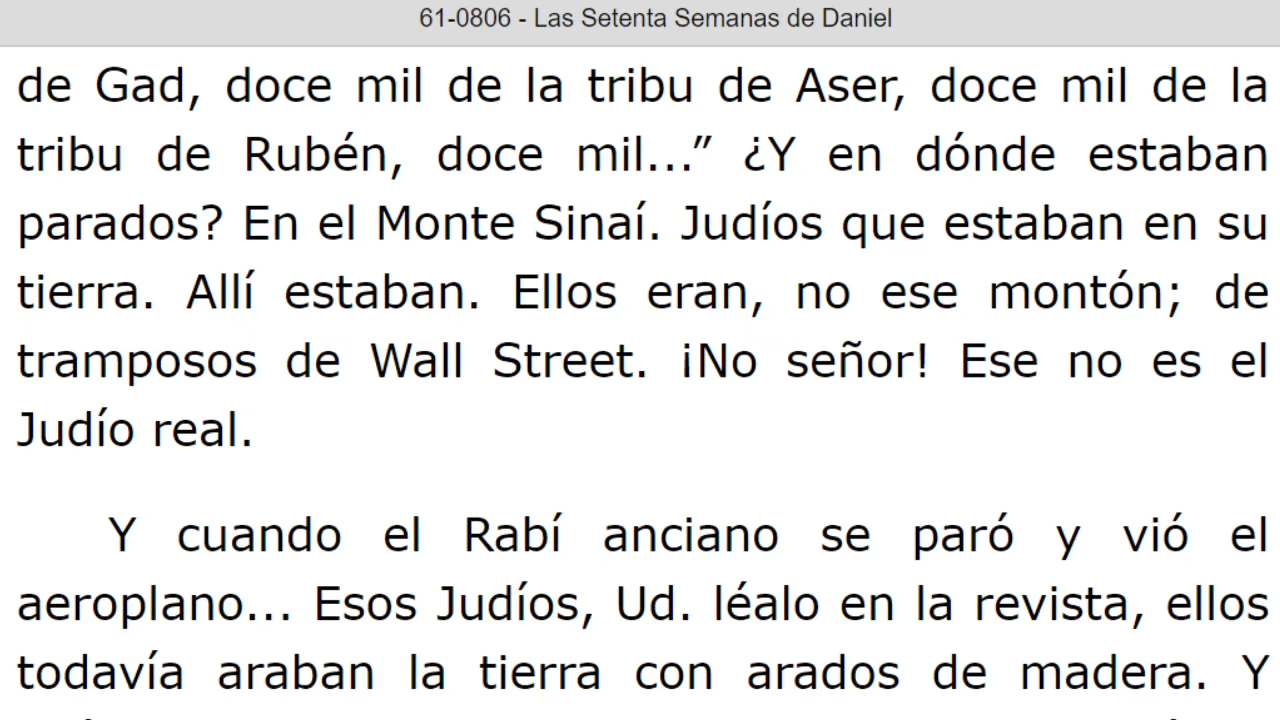 61-0806 - Las Setenta Semanas de Daniel
de Gad, doce mil de la tribu de Aser, doce mil de la
tribu de Rubén, doce mil...” ¿Y en dónde estaban
parados? En el Monte Sinaí. Judíos que estaban en su
tierra. Allí estaban. Ellos eran, no ese montón; de
tramposos de Wall Street. ¡No señor! Ese no es el
Judío real.
Y cuando el Rabí anciano se paró y vió el
aeroplano... Esos Judíos, Ud. léalo en la revista, ellos
todavía araban la tierra con arados de madera. Y